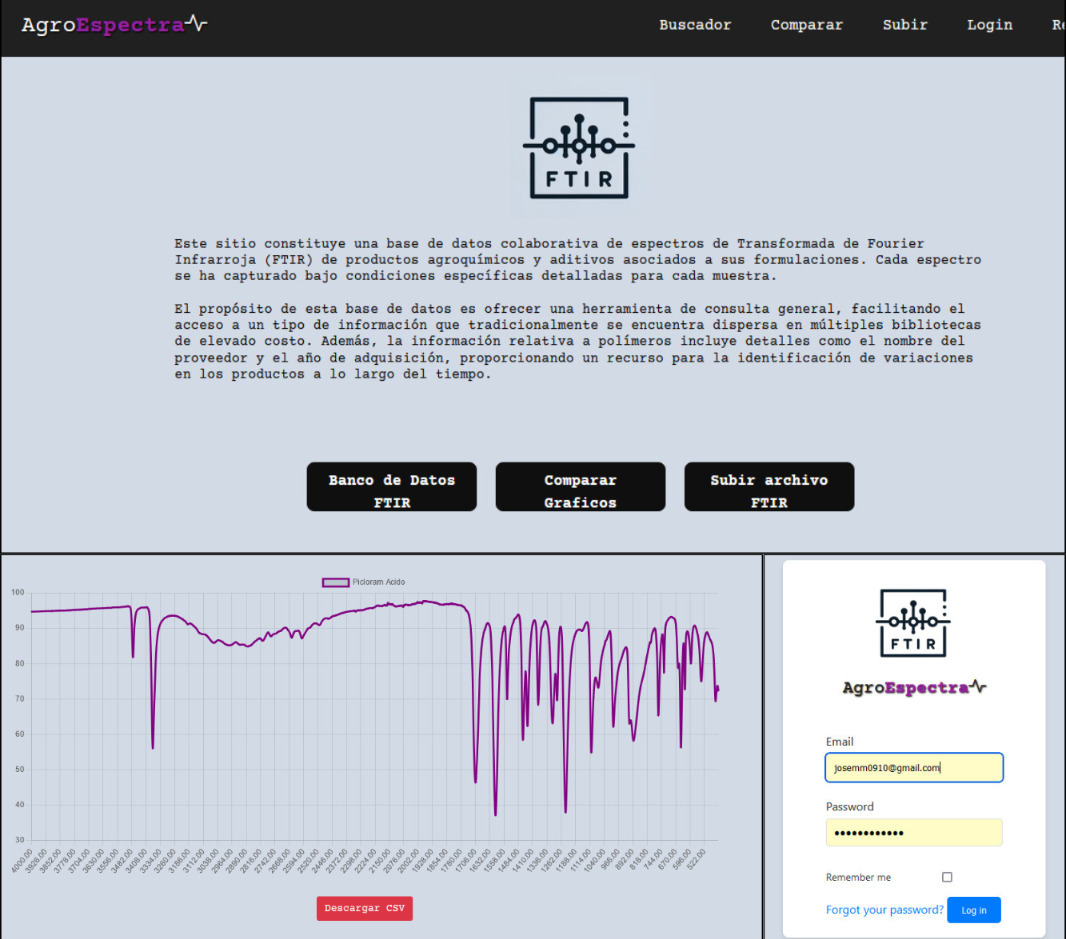 AgroEspectra
Buscador Comparar Subir Login Re
FTIR
Este sitio constituye una base de datos colaborativa de espectros de Transformada de Fourier
Infrarroja (FTIR) de productos agroquímicos y aditivos asociados a sus formulaciones. Cada espectro
se ha capturado bajo condiciones específicas detalladas para cada muestra.
El propósito de esta base de datos es ofrecer una herramienta de consulta general, facilitando el
acceso a un tipo de información que tradicionalmente se encuentra dispersa en múltiples bibliotecas
de elevado costo. Además, la información relativa a polímeros incluye detalles como el nombre del
proveedor y el año de adquisición, proporcionando un recurso para la identificación de variaciones
en los productos a lo largo del tiempo.
Banco de Datos
FTIR
Comparar
Graficos
Subir archivo
FTIR
Picloram Acido
100
90
80
70
60
50
40
30
4000.00 3926.00 3852.00 3778.00 3704.00 3630.00 3556.00 3482.00 3408.00 3334.00 3260.00 3186.00 3112.00 3038.00 2964.00 2890.00 2816.00 2742.00 2668.00 2594.00 2520.00 2446.00 2372.00 2298.00 2224.00 2150.00 2076.00 2002.00 1928.00 1854.00 1780.00 1706.00 1632.00 1558.00 1484.00 1410.00 1336.00 1262.00 1188.00 1114.00 1040.00 966.00 892.00 818.00 744.00 670.00 596.00 522.00
Descargar CSV
FTIR
AgroEspectra
Email
josemm0910@gmail.com
Password
••••••••••••
Remember me
Forgot your password? Log in